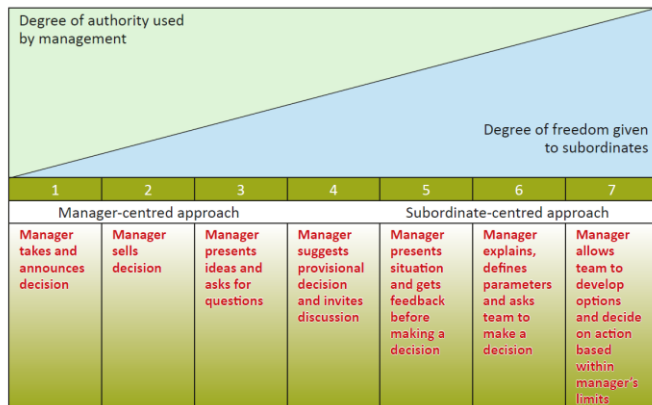 Degree of authority used
by management
Degree of freedom given
to subordinates
1 2 3 4 5 6 7
Manager-centred approach Subordinate-centred approach
Manager
takes and
announces
decision
Manager
sells
decision
Manager
presents
ideas and
asks for
questions
Manager
suggests
provisional
decision
and invites
discussion
Manager
presents
situation
and gets
feedback
before
making a
decision
Manager
explains,
defines
parameters
and asks
team to
make a
decision
Manager
allows
team to
develop
options
and decide
on action
based
within
manager's
limits